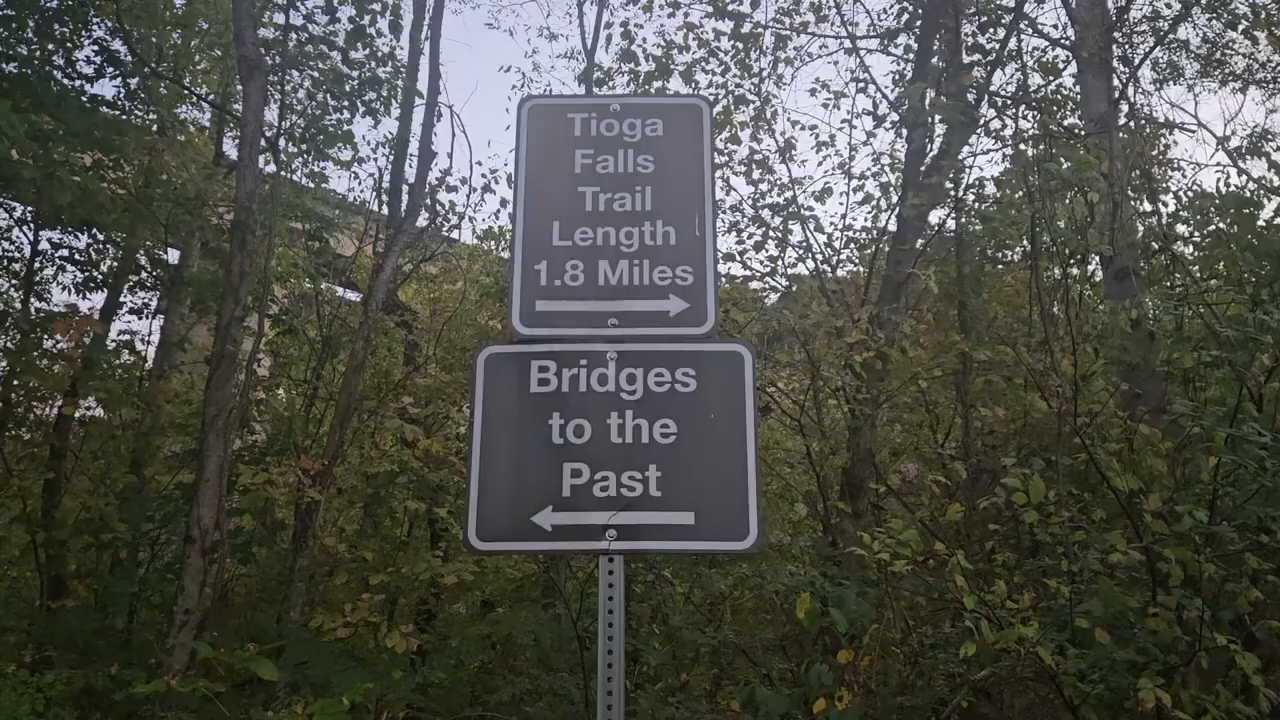 Tioga
Falls
Trail
Length
1.8 Miles
Bridges
to the
Past